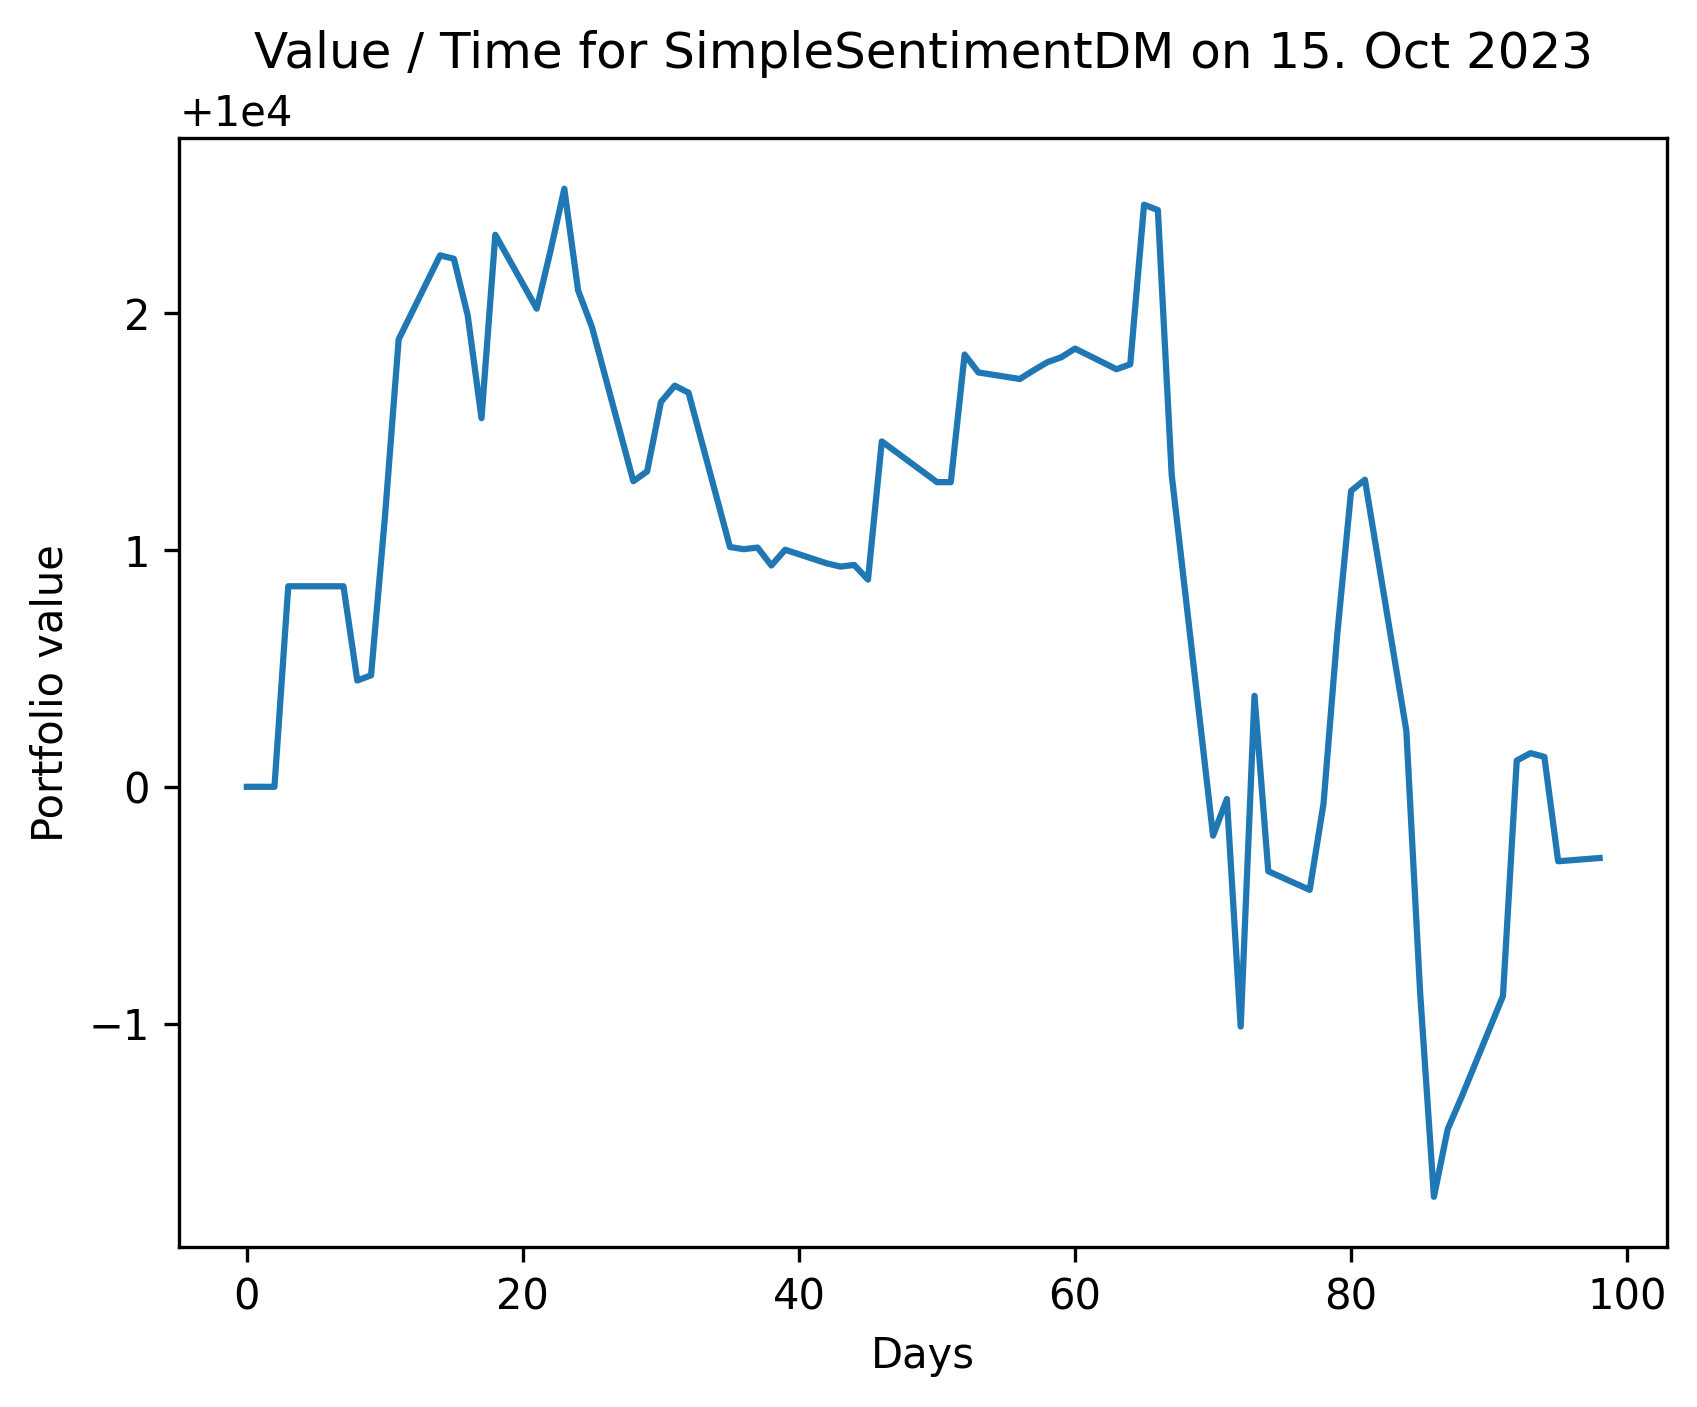 Value / Time for SimpleSentimentDM on 15. Oct 2023
+1e4
2
1
0
−1
Portfolio value
0 20 40 60 80 100
Days